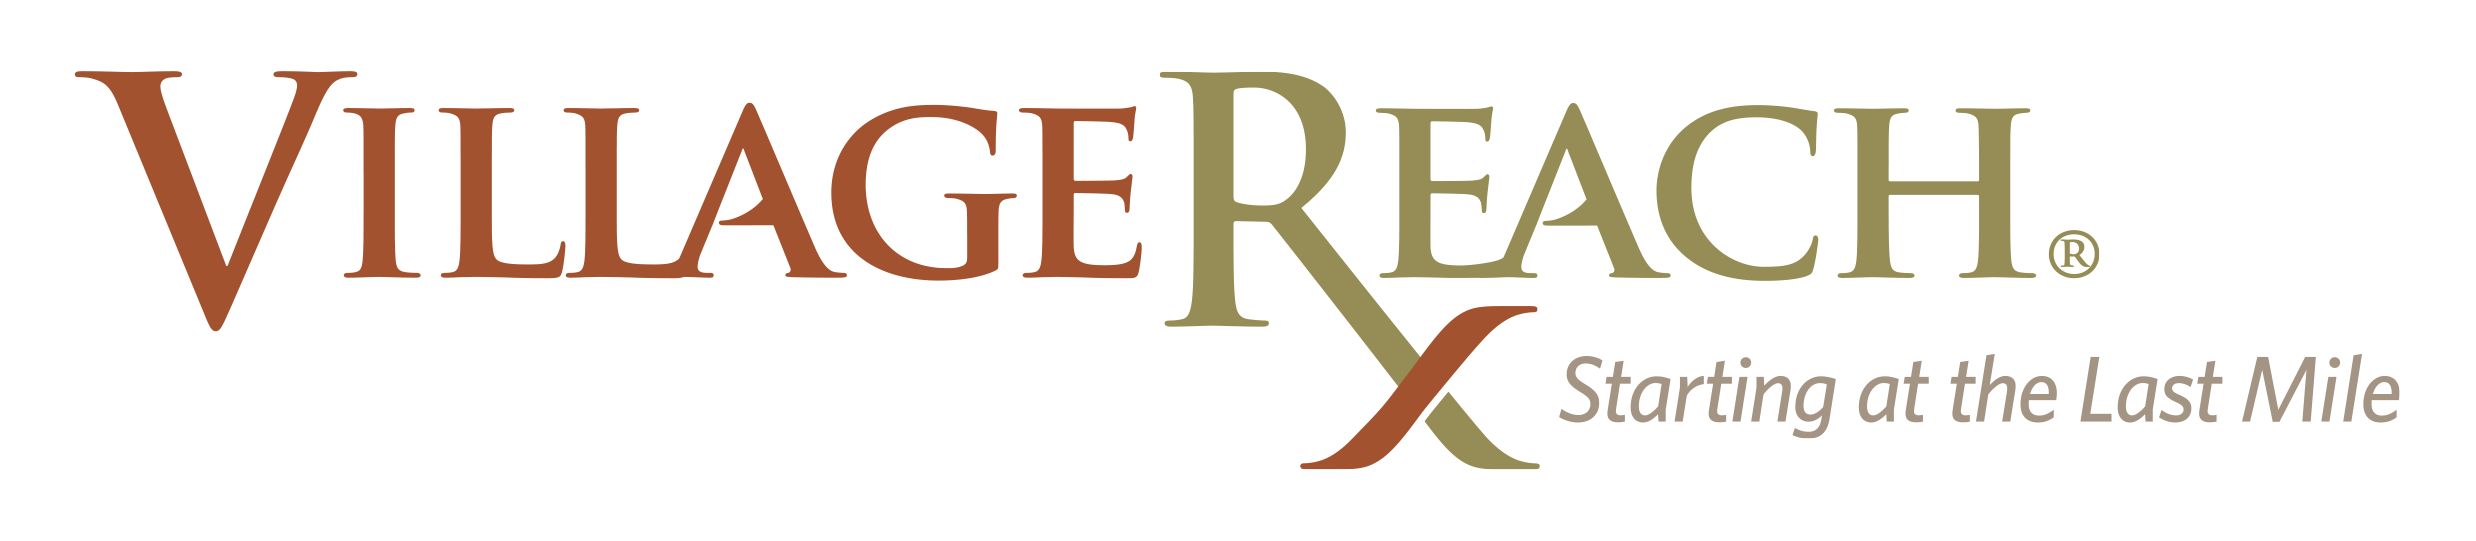 VILLAGEREACH®
Starting at the Last Mile